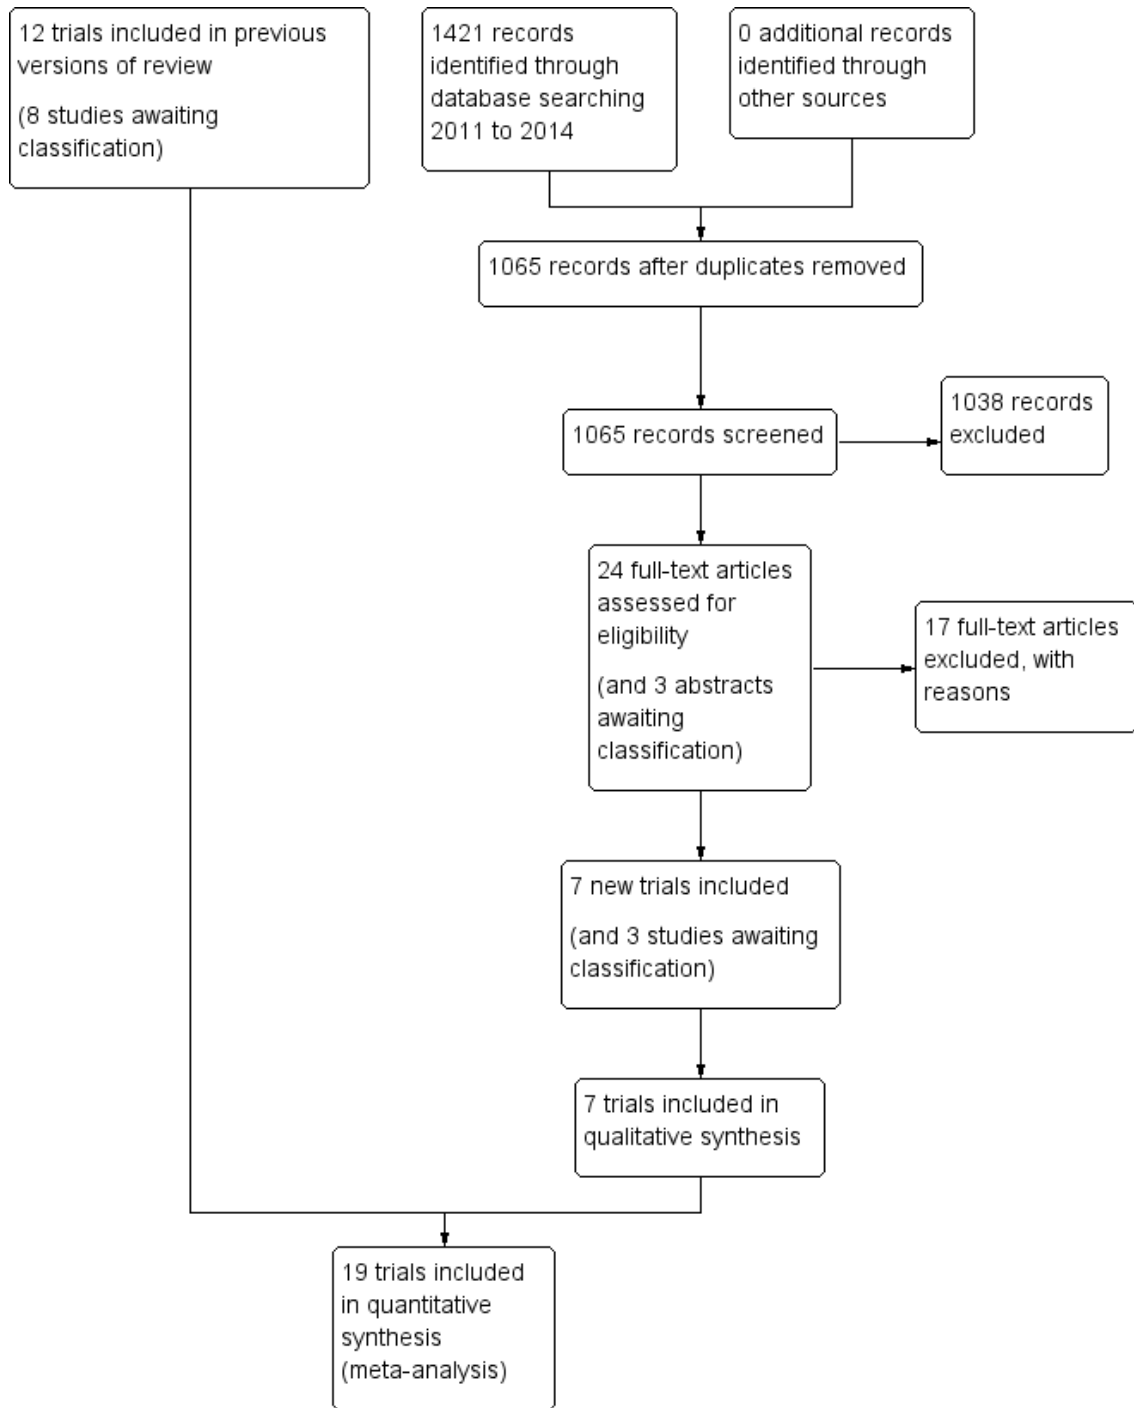 12 trials included in previous
versions of review
(8 studies awaiting
classification)
1421 records
identified through
database searching
2011 to 2014
0 additional records
identified through
other sources
1065 records after duplicates removed
1065 records screened
1038 records
excluded
24 full-text articles
assessed for
eligibility
(and 3 abstracts
awaiting
classification)
17 full-text articles
excluded, with
reasons
7 new trials included
(and 3 studies awaiting
classification)
7 trials included in
qualitative synthesis
19 trials included
in quantitative
synthesis
(meta-analysis)